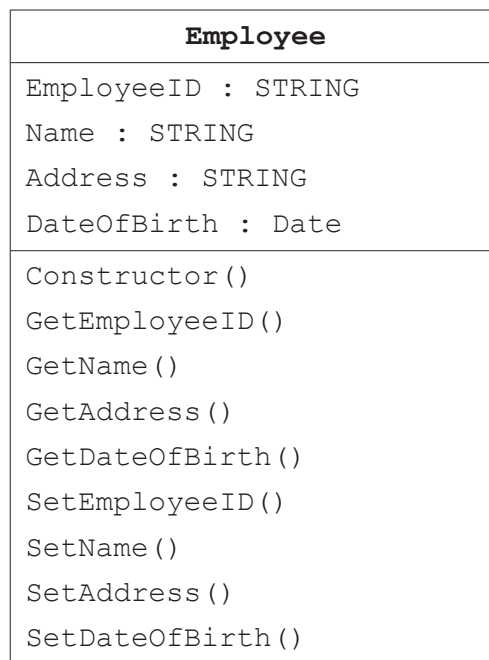 Employee
EmployeeID : STRING
Name : STRING
Address : STRING
DateOfBirth : Date
Constructor()
GetEmployeeID()
GetName()
GetAddress()
GetDateOfBirth()
SetEmployeeID()
SetName()
SetAddress()
SetDateOfBirth()